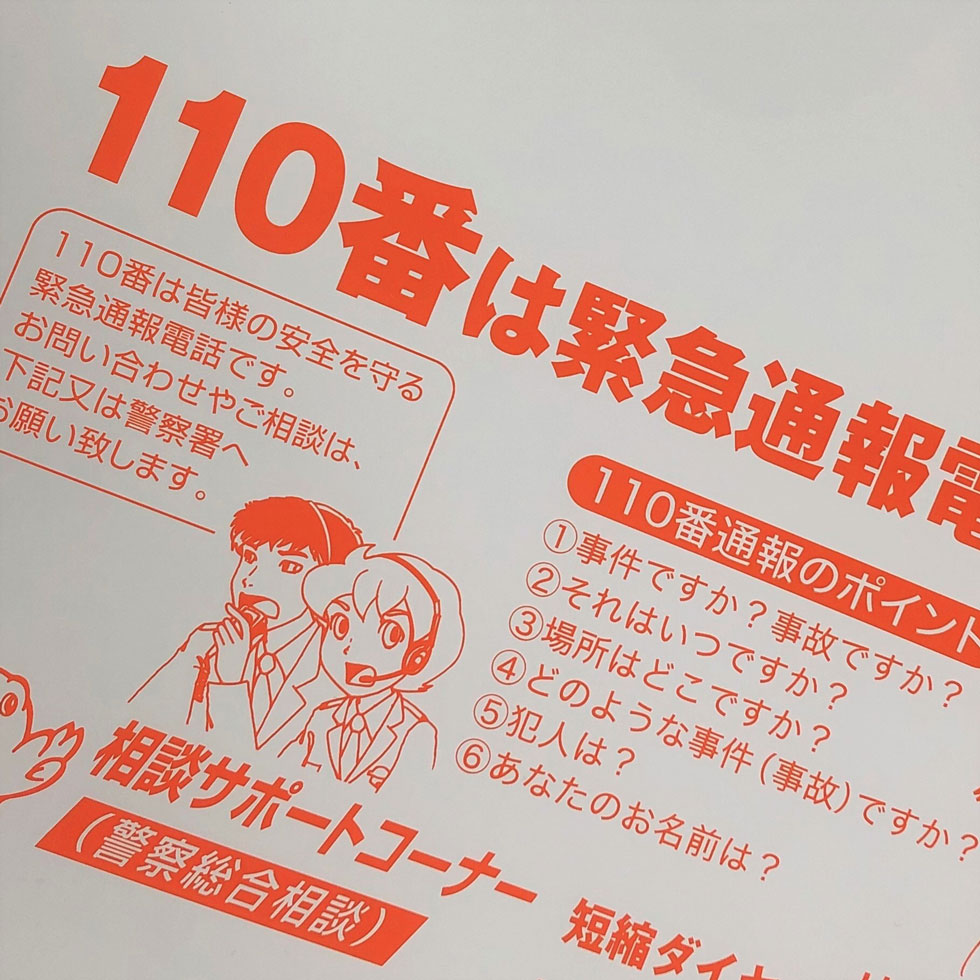 110番は緊急通報電
110番は皆様の安全を守る
緊急通報電話です。
お問い合わせやご相談は、
下記又は警察署へ
お願い致します。
110番通報のポイント
①事件ですか？事故ですか？
②それはいつですか？
③場所はどこですか？
④どのような事件(事故)ですか？
⑤犯人は？
⑥あなたのお名前は？
相談サポートコーナー
(警察総合相談)
短縮ダイヤ